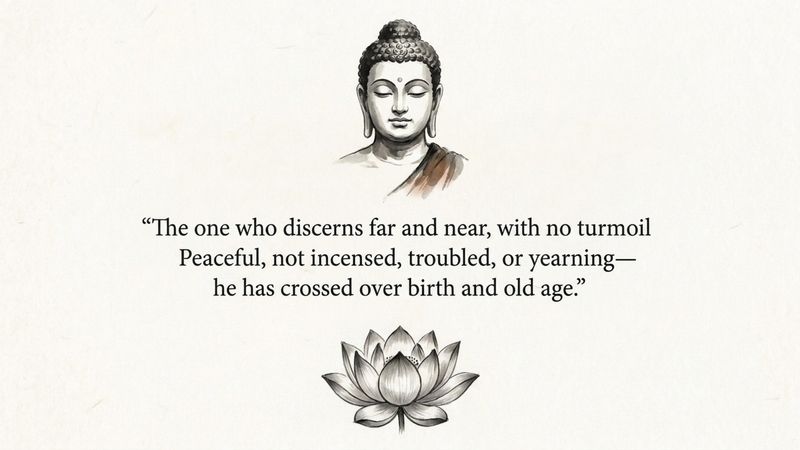 “The one who discerns far and near, with no turmoil
Peaceful, not incensed, troubled, or yearning—
he has crossed over birth and old age.”